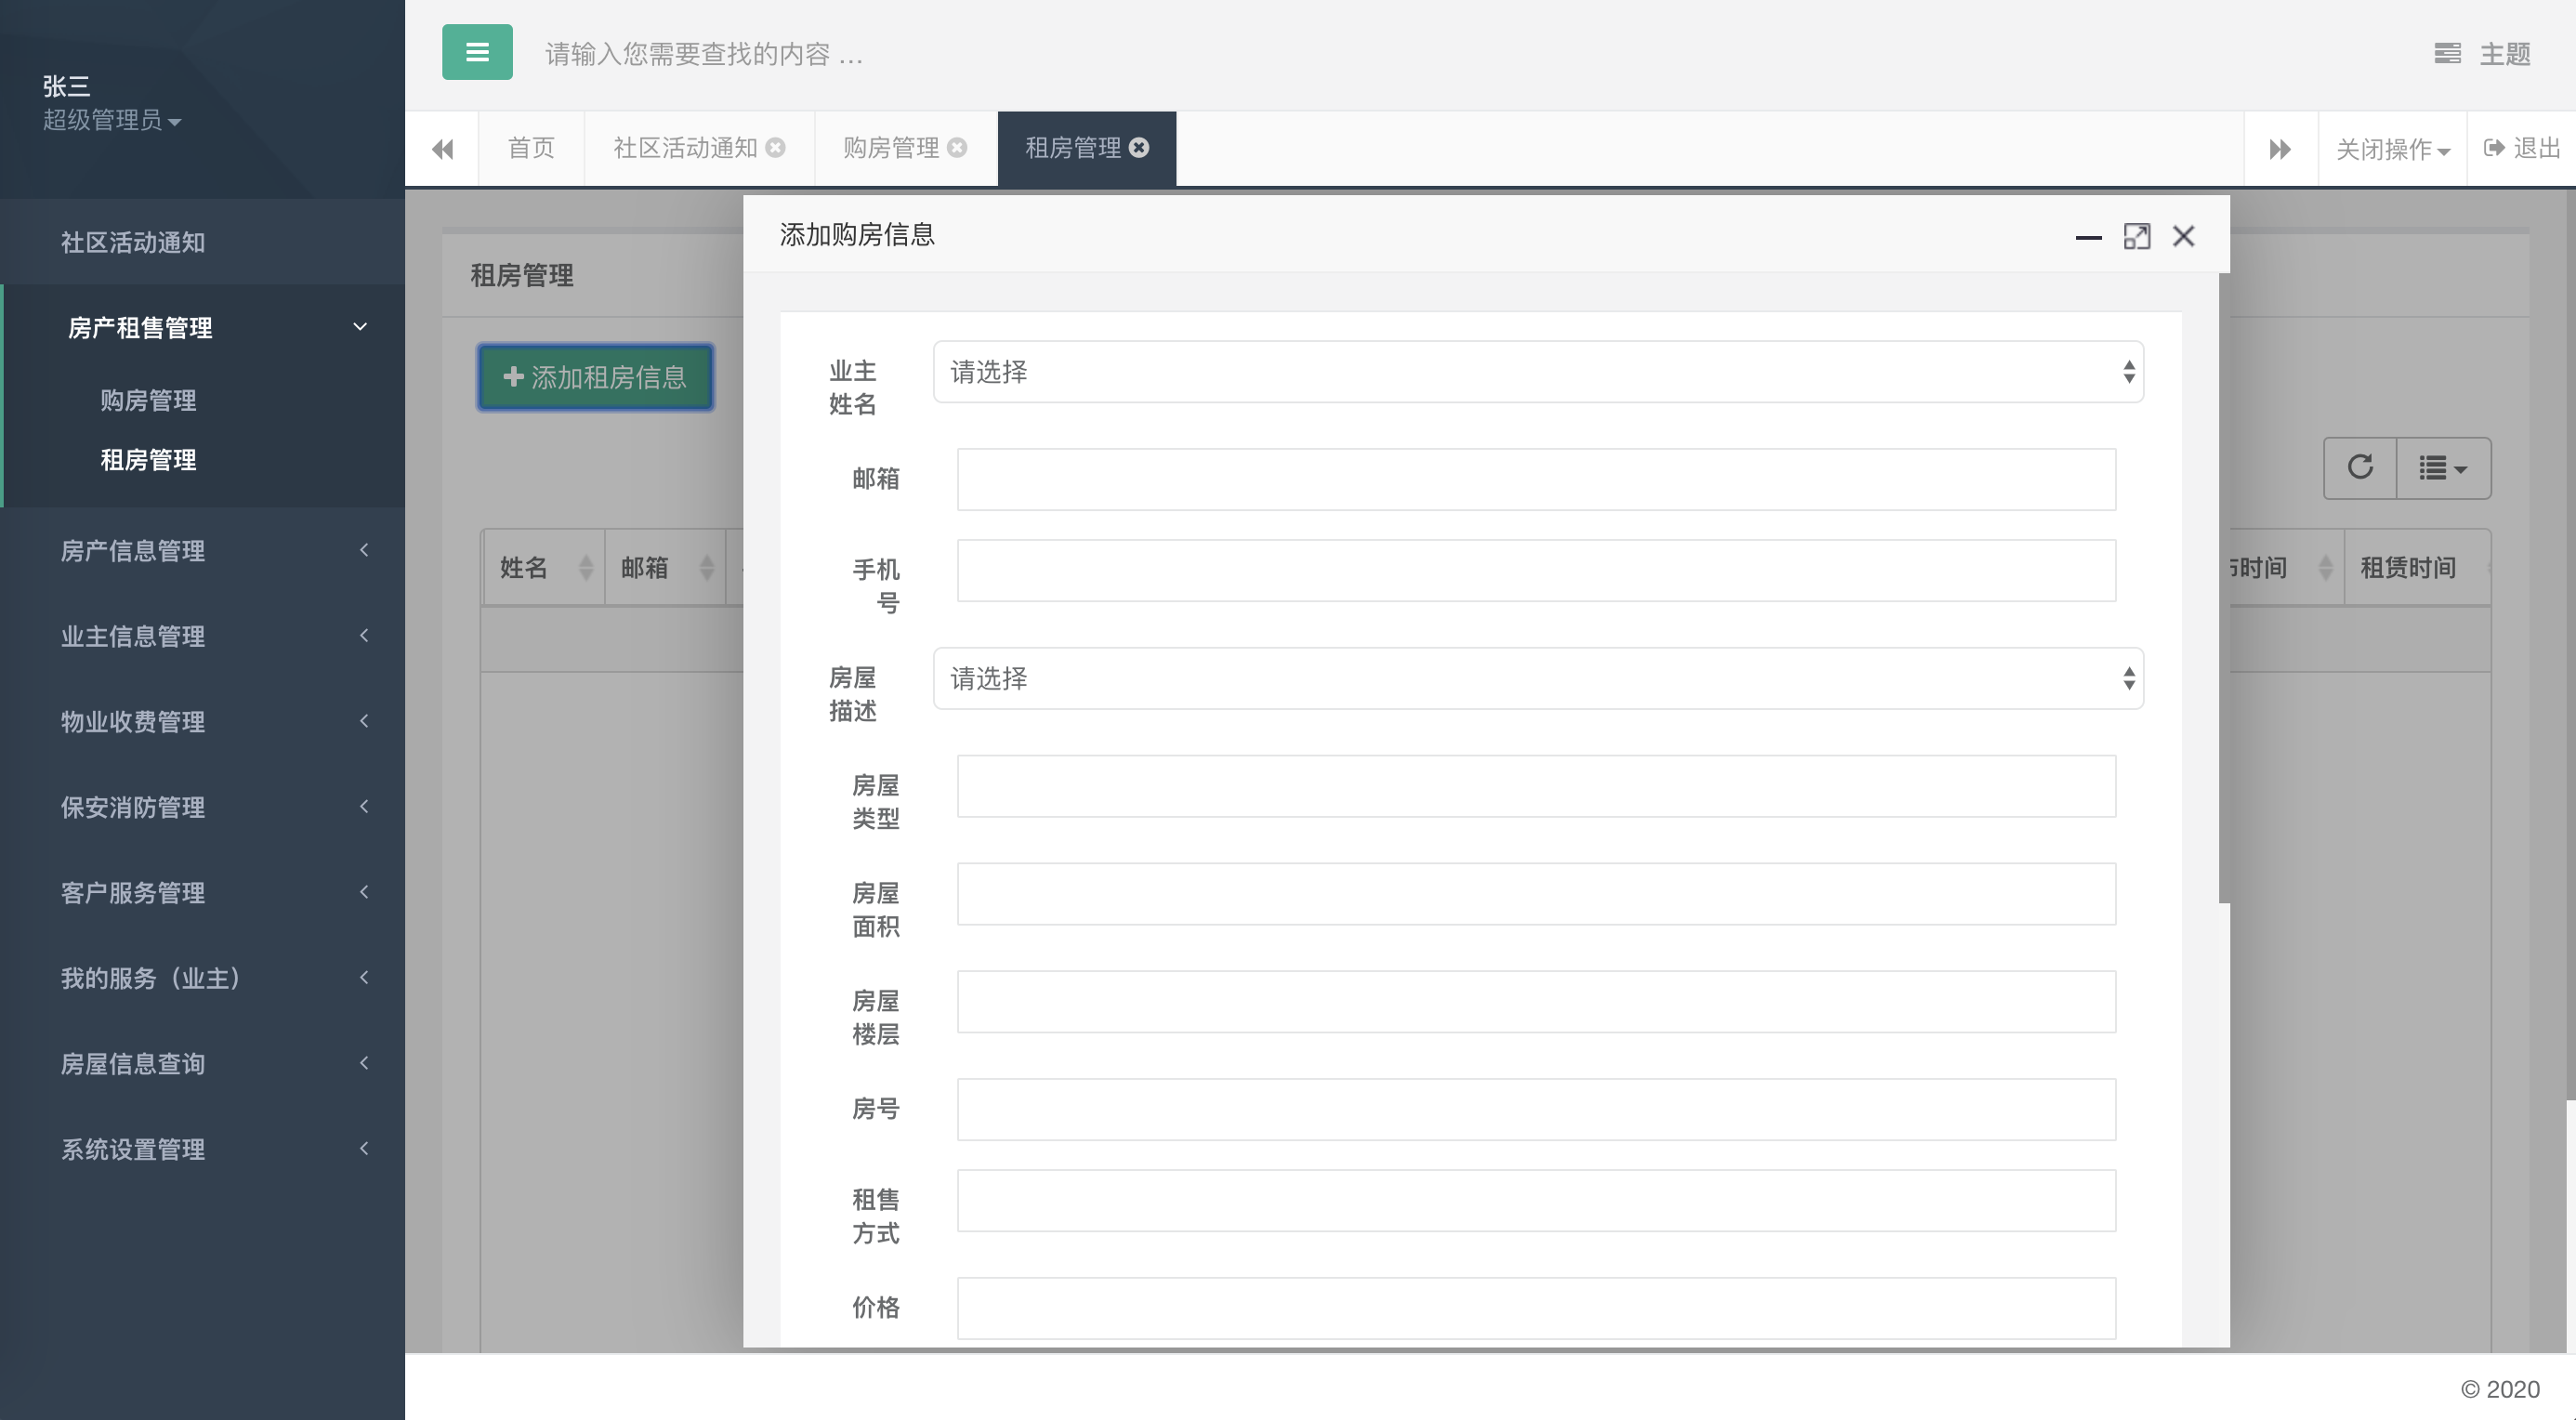 张三
超级管理员
请输入您需要查找的内容 …
主题
首页
社区活动通知
购房管理
租房管理
关闭操作
退出
社区活动通知
房产租售管理
购房管理
租房管理
房产信息管理
业主信息管理
物业收费管理
保安消防管理
客户服务管理
我的服务（业主）
房屋信息查询
系统设置管理
租房管理
添加租房信息
姓名
邮箱
时间
租赁时间
添加购房信息
业主
姓名
请选择
邮箱
手机
号
房屋
描述
请选择
房屋
类型
房屋
面积
房屋
楼层
房号
租售
方式
价格
© 2020